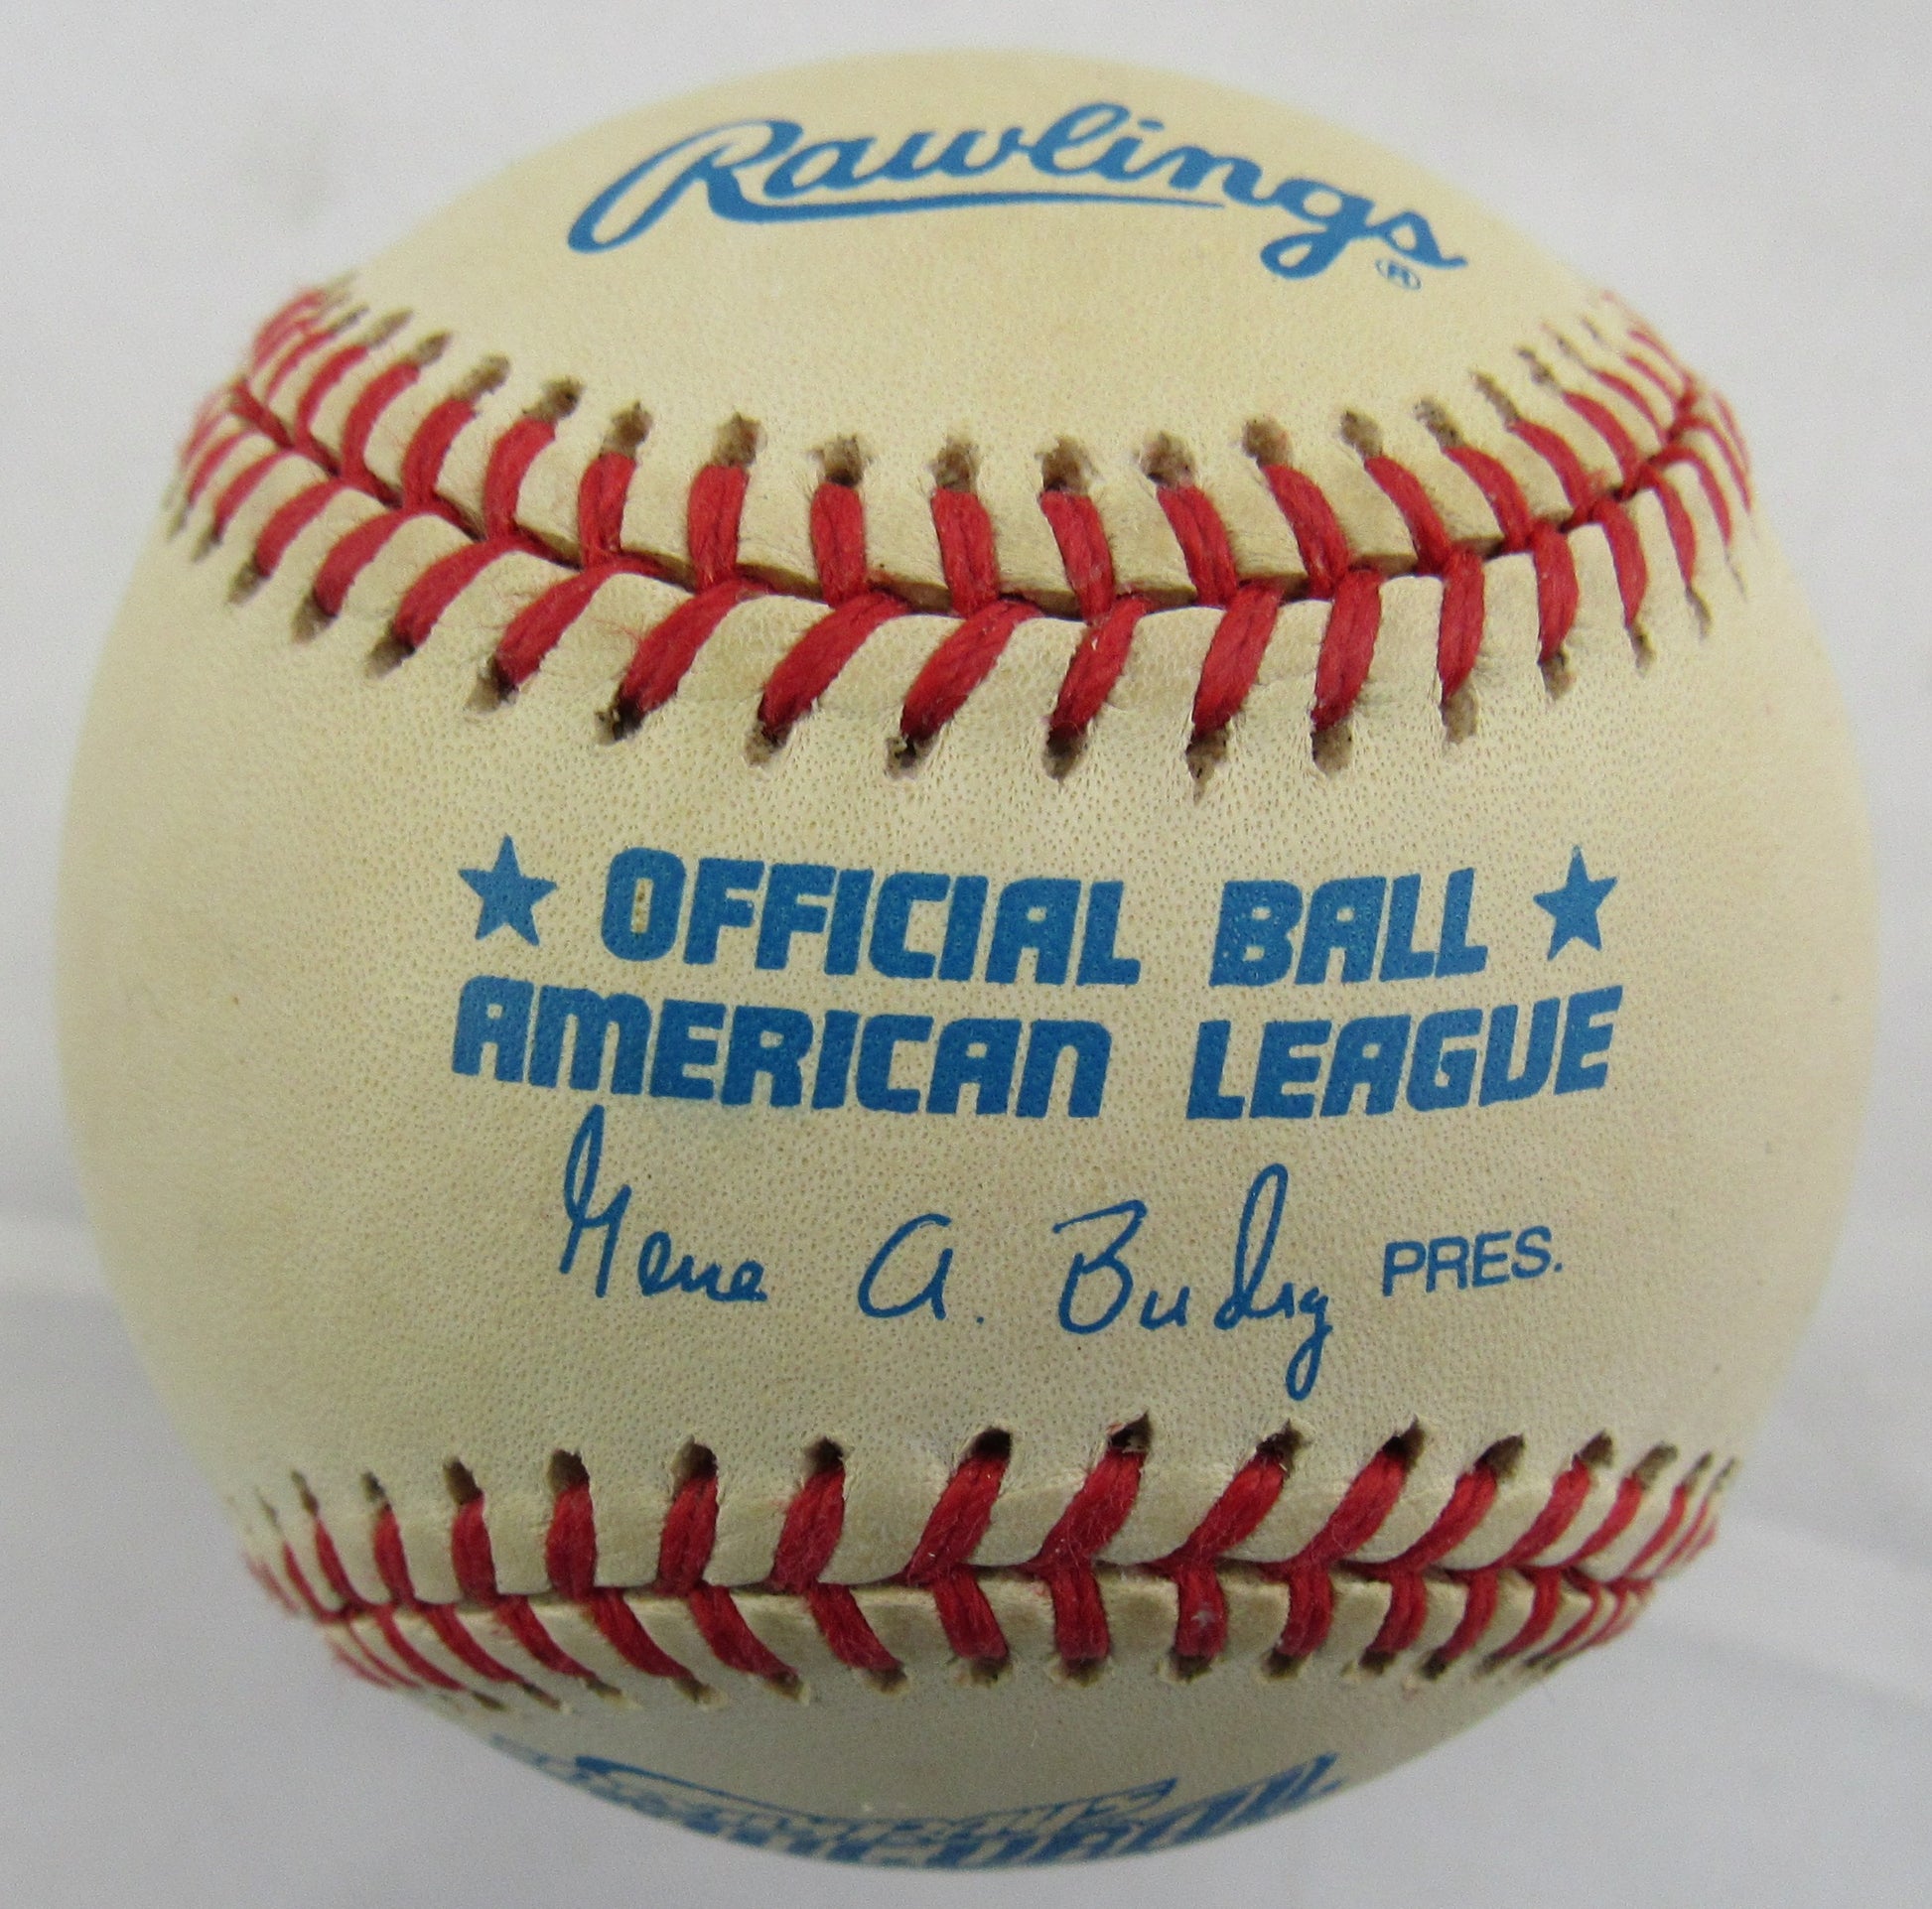 Rawlings®
★ OFFICIAL BALL ★
AMERICAN LEAGUE
Gene A. Budig PRES.